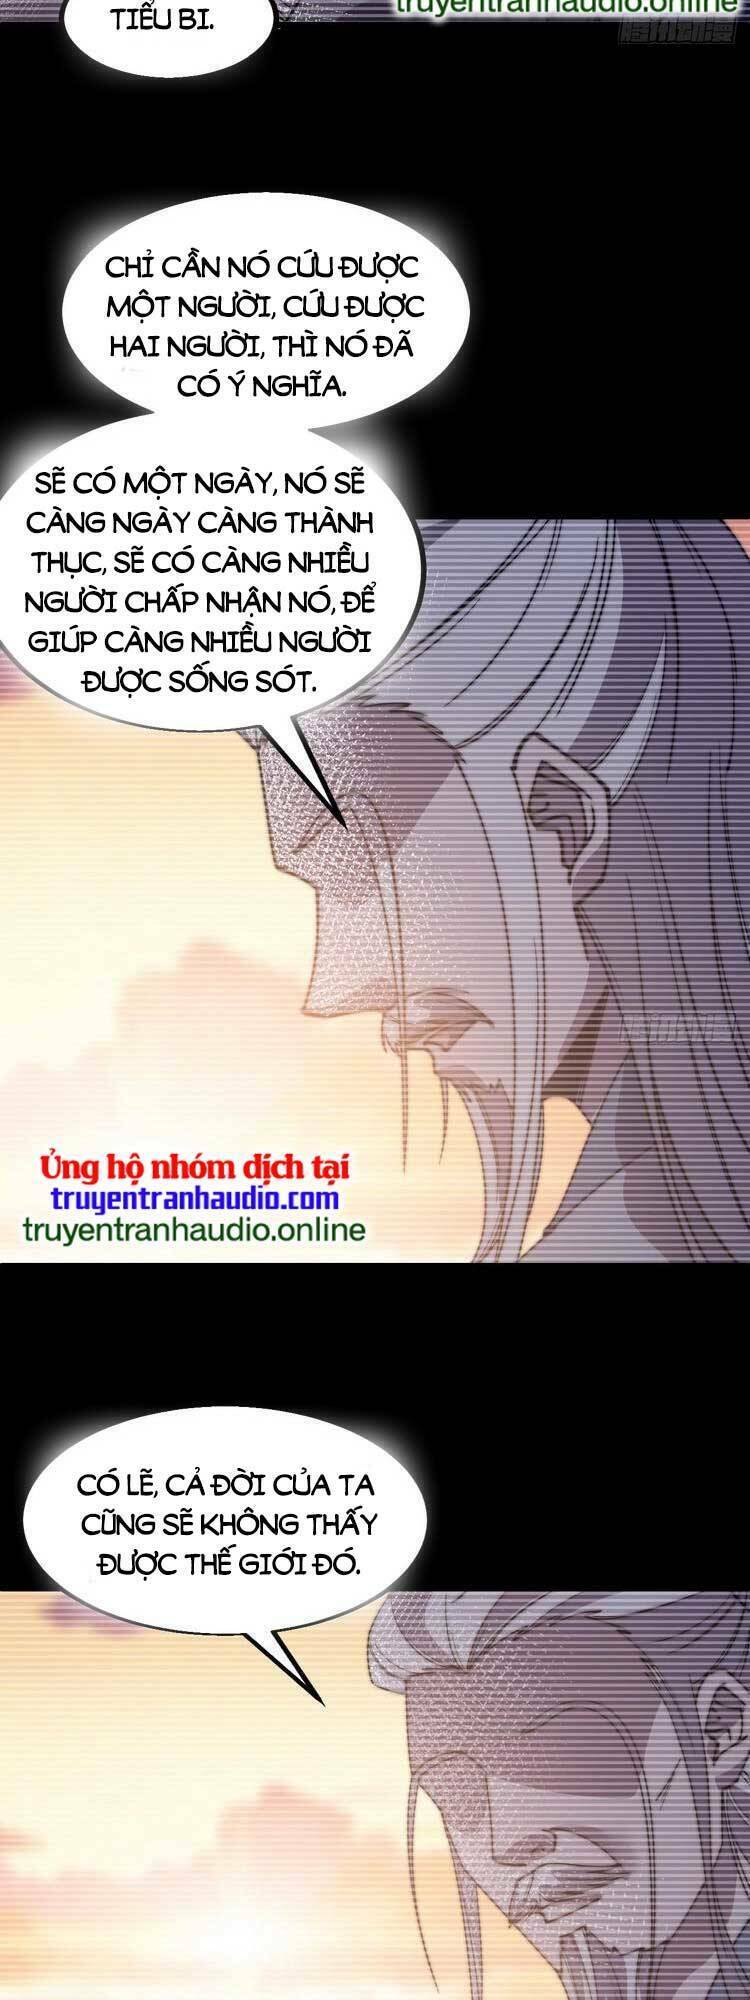 truyentranhaudio.online
TIỂU BI.
CHỈ CẦN NÓ CỨU ĐƯỢC
MỘT NGƯỜI, CỨU ĐƯỢC
HAI NGƯỜI, THÌ NÓ ĐÃ
CÓ Ý NGHĨA.
SẼ CÓ MỘT NGÀY, NÓ SẼ
CÀNG NGÀY CÀNG THÀNH
THỤC, SẼ CÓ CÀNG NHIỀU
NGƯỜI CHẤP NHẬN NÓ, ĐỂ
GIÚP CÀNG NHIỀU NGƯỜI
ĐƯỢC SỐNG SÓT.
Ủng hộ nhóm dịch tại
truyentranhaudio.com
truyentranhaudio.online
CÓ LẼ, CẢ ĐỜI CỦA TA
CŨNG SẼ KHÔNG THẤY
ĐƯỢC THẾ GIỚI ĐÓ.